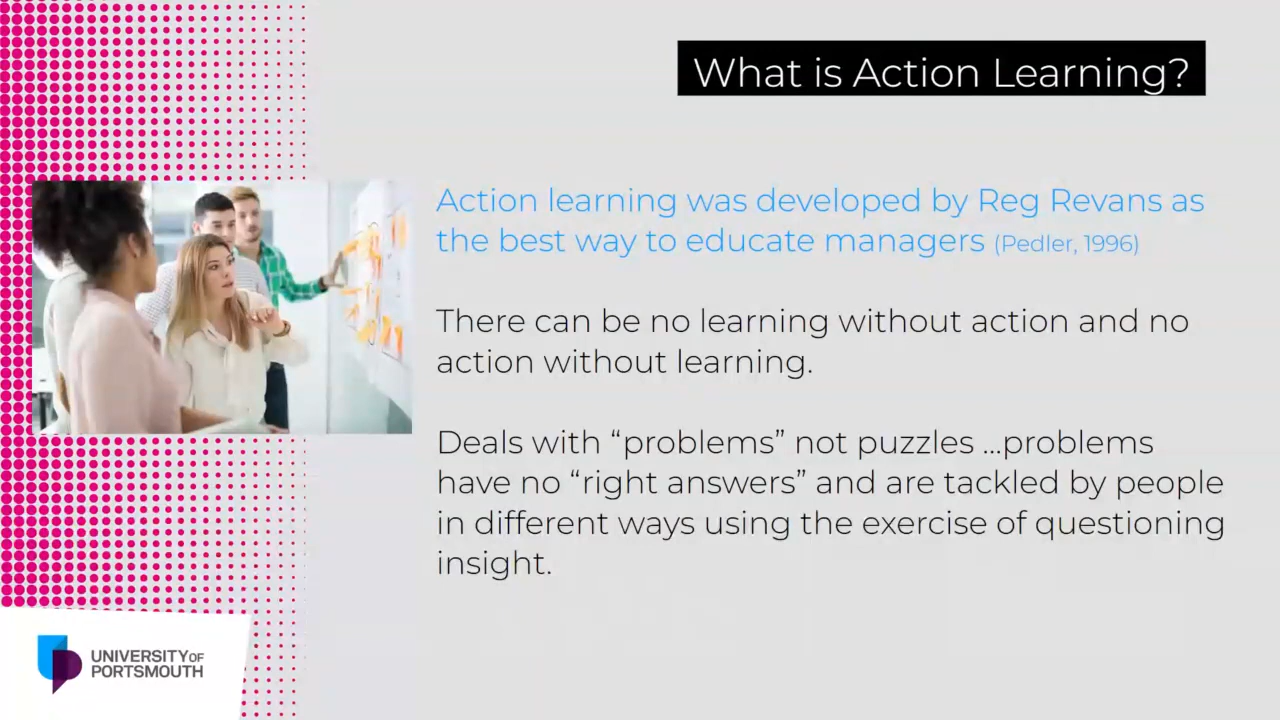 What is Action Learning?
Action learning was developed by Reg Revans as
the best way to educate managers (Pedler, 1996)
There can be no learning without action and no
action without learning.
Deals with “problems” not puzzles ...problems
have no “right answers” and are tackled by people
in different ways using the exercise of questioning
insight.
UNIVERSITY OF
PORTSMOUTH